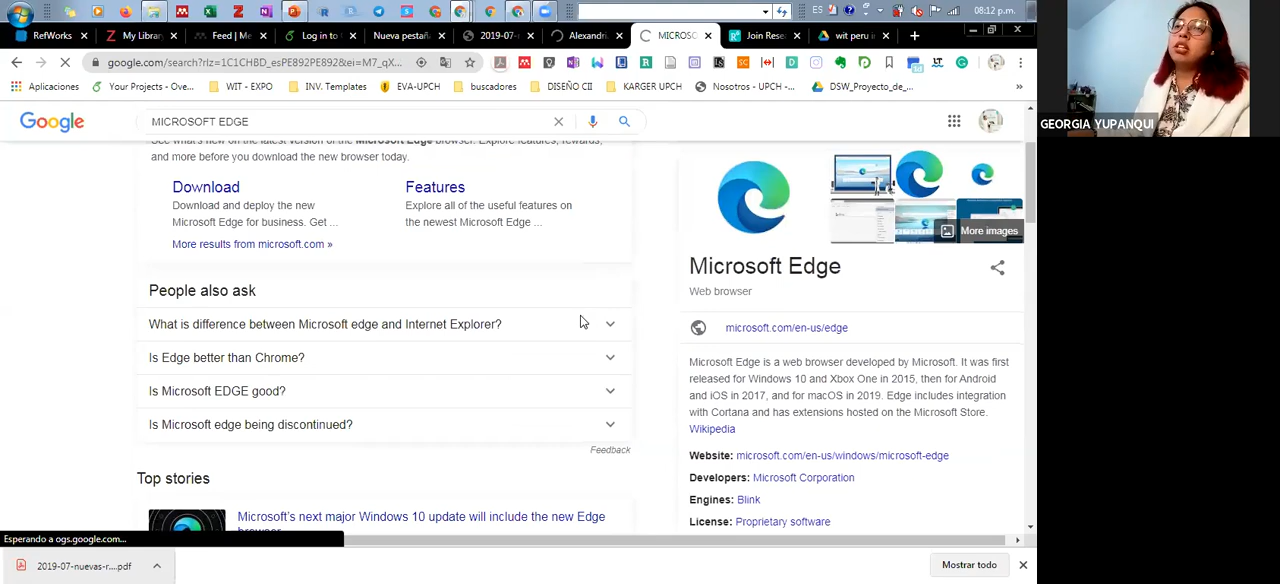 ES
08:12 p.m.
RefWorks
My Library
Feed | Me
Log in to
Nueva pestañ
2019-07-
Alexandri
MICROSO
Join Resea
wit peru in
google.com/search?rlz=1C1CHBD_esPE892PE892&ei=M7_qX...
Aplicaciones
Your Projects - Ove...
WIT - EXPO
INV. Templates
EVA-UPCH
buscadores
DISEÑO CII
KARGER UPCH
Nosotros - UPCH -...
DSW_Proyecto_de_...
»
GEORGIA YUPANQUI
Google
MICROSOFT EDGE
See what's new on the latest version of the Microsoft Edge browser. Explore features, rewards,
and more before you download the new browser today.
Download
Download and deploy the new
Microsoft Edge for business. Get ...
Features
Explore all of the useful features on
the newest Microsoft Edge ...
More results from microsoft.com »
People also ask
What is difference between Microsoft edge and Internet Explorer?
Is Edge better than Chrome?
Is Microsoft EDGE good?
Is Microsoft edge being discontinued?
Feedback
Top stories
Microsoft's next major Windows 10 update will include the new Edge
browser
More images
Microsoft Edge
Web browser
microsoft.com/en-us/edge
Microsoft Edge is a web browser developed by Microsoft. It was first
released for Windows 10 and Xbox One in 2015, then for Android
and iOS in 2017, and for macOS in 2019. Edge includes integration
with Cortana and has extensions hosted on the Microsoft Store.
Wikipedia
Website: microsoft.com/en-us/windows/microsoft-edge
Developers: Microsoft Corporation
Engines: Blink
License: Proprietary software
Esperando a ogs.google.com...
2019-07-nuevas-r....pdf
Mostrar todo